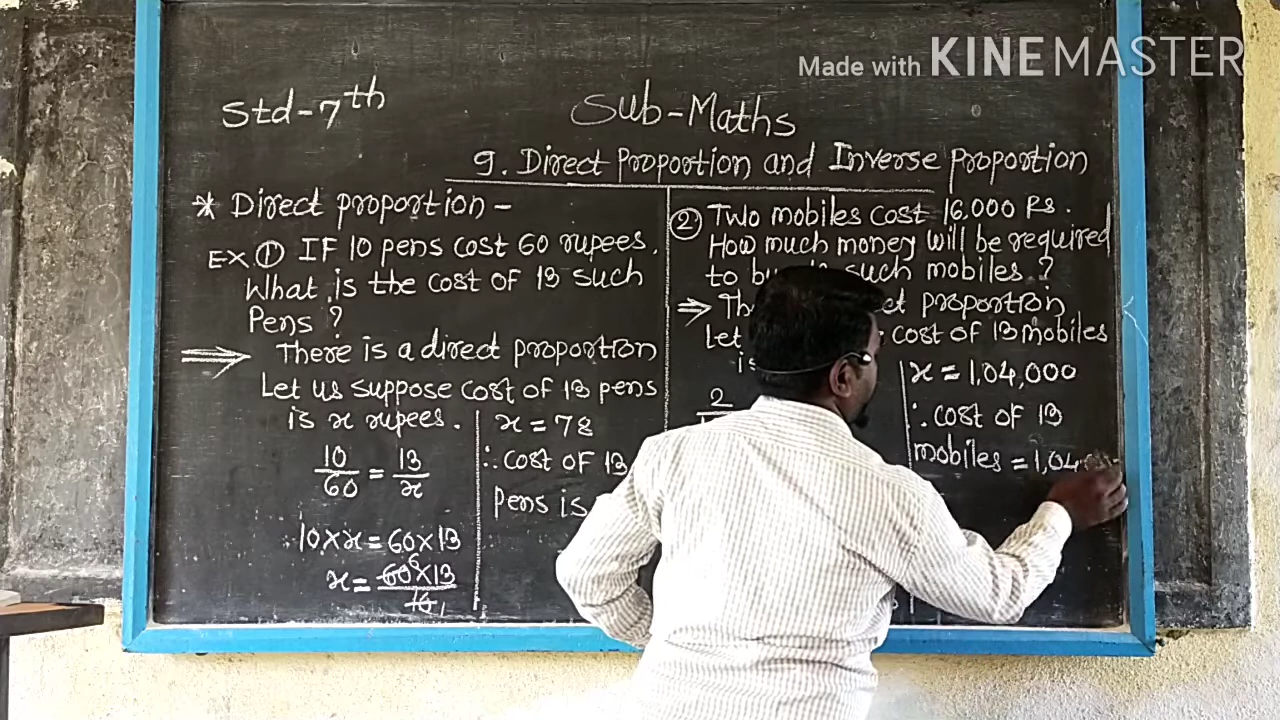 Made with KINEMASTER
Std-7th
Sub-Maths
9. Direct Proportion and Inverse Proportion
* Direct proportion-
Ex ① IF 10 pens cost 60 rupees.
What is the cost of 13 such
Pens ?
⇒ There is a direct proportion
Let us suppose cost of 13 pens
is x rupees.
10/60 = 13/x
10 × x = 60 × 13
x = 60 6 × 13 / 10 1
x = 78
∴ cost of 13
pens is
② Two mobiles cost 16,000 Rs.
How much money will be required
to such mobiles ?
⇒ proportion
Let cost of 13 mobiles
2
x = 1,04,000
∴ cost of 13
mobiles = 1,04